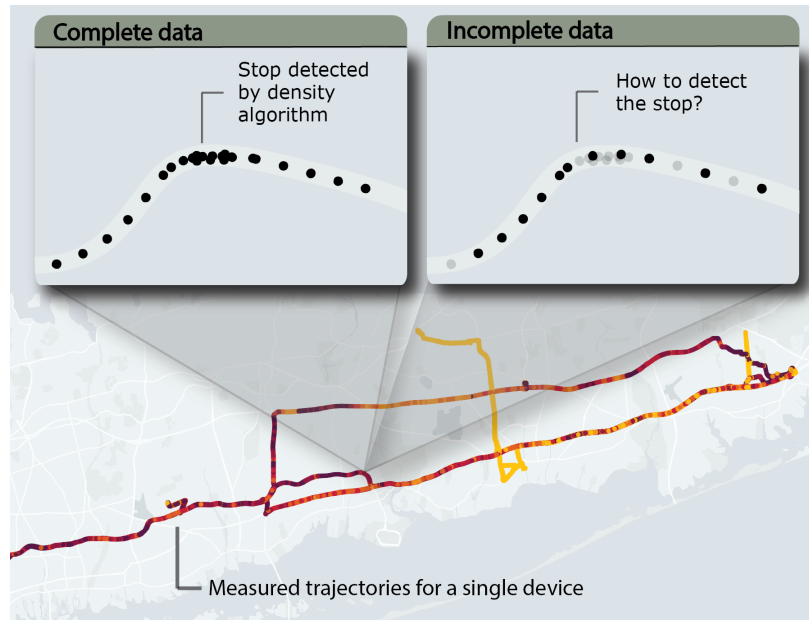 Complete data
Stop detected
by density
algorithm
Incomplete data
How to detect
the stop?
Measured trajectories for a single device